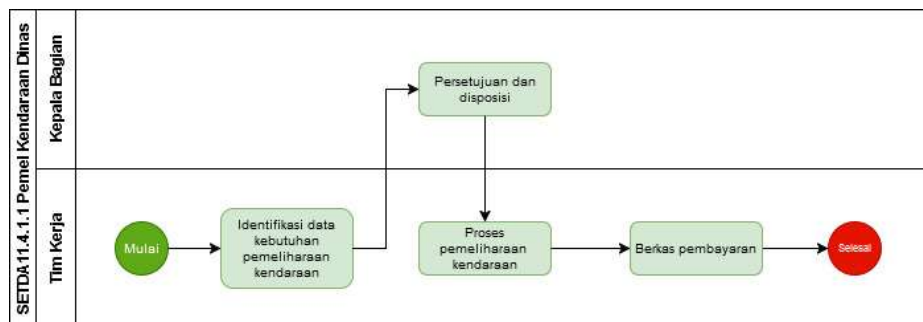 SETDA11.4.1.1 Pemel Kendaraan Dinas
Kepala Bagian
Persetujuan dan
disposisi
Tim Kerja
Mulai
Identifikasi data
kebutuhan
pemeliharaan
kendaraan
Proses
pemeliharaan
kendaraan
Berkas pembayaran
Selesai